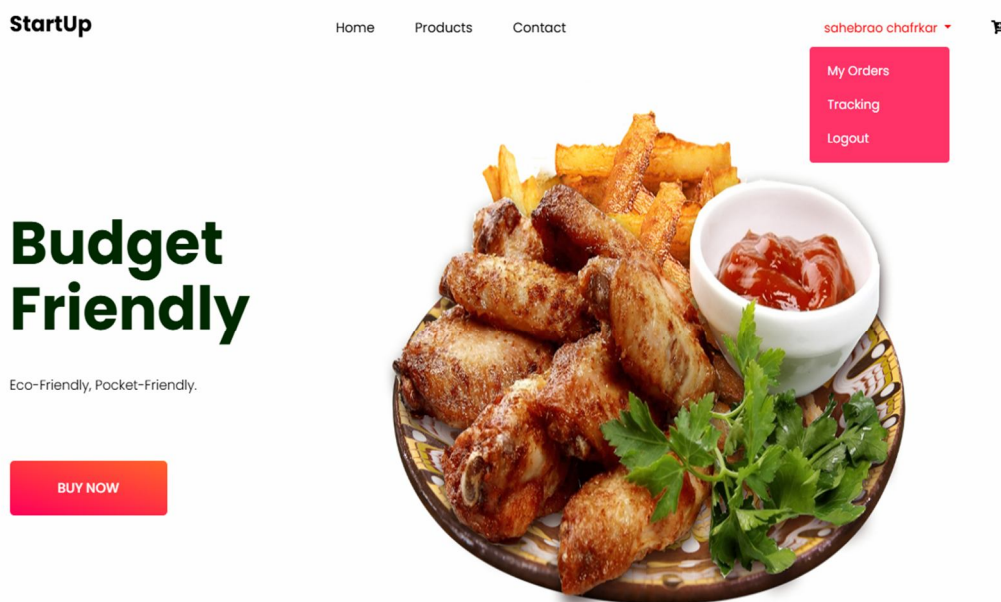 StartUp
Home
Products
Contact
sahebrao chafrkar
My Orders
Tracking
Logout
Budget
Friendly
Eco-Friendly, Pocket-Friendly.
BUY NOW